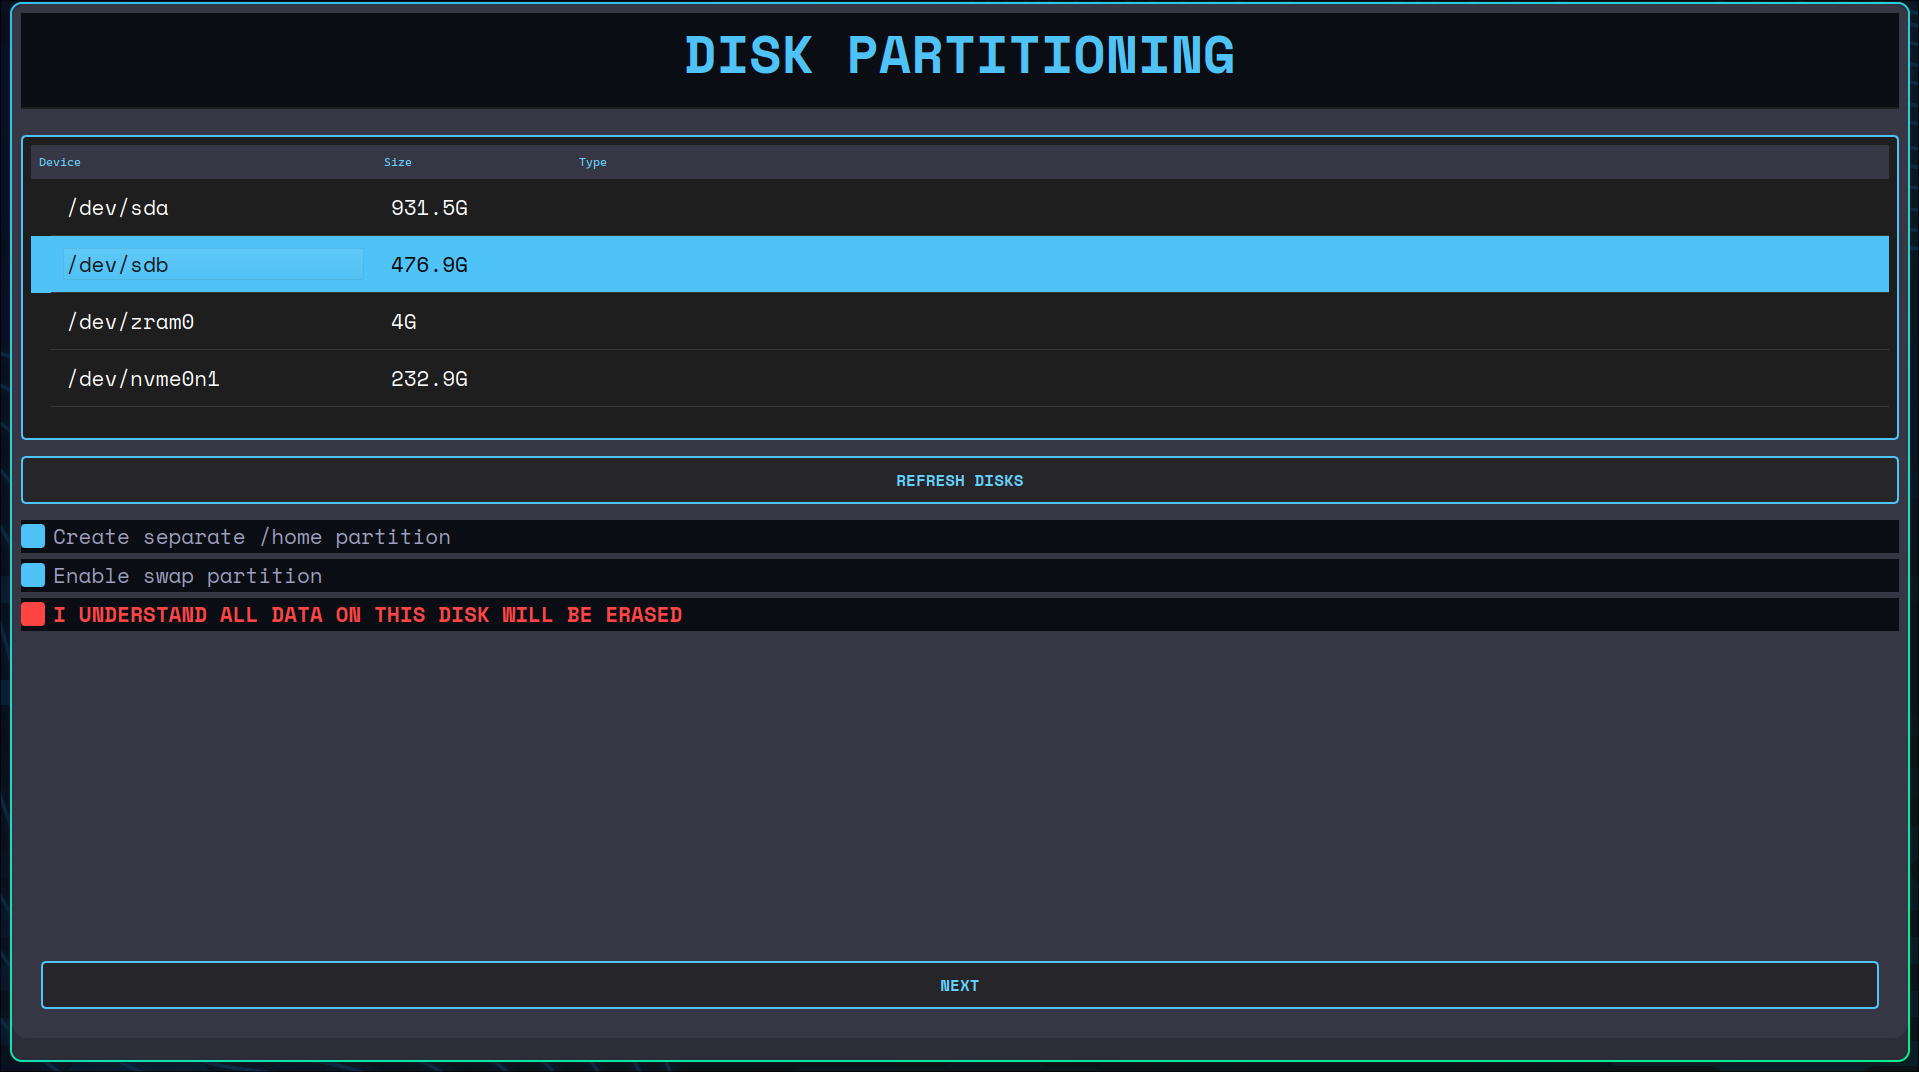 DISK PARTITIONING
Device Size Type
/dev/sda 931.5G
/dev/sdb 476.9G
/dev/zram0 4G
/dev/nvme0n1 232.9G
REFRESH DISKS
Create separate /home partition
Enable swap partition
I UNDERSTAND ALL DATA ON THIS DISK WILL BE ERASED
NEXT